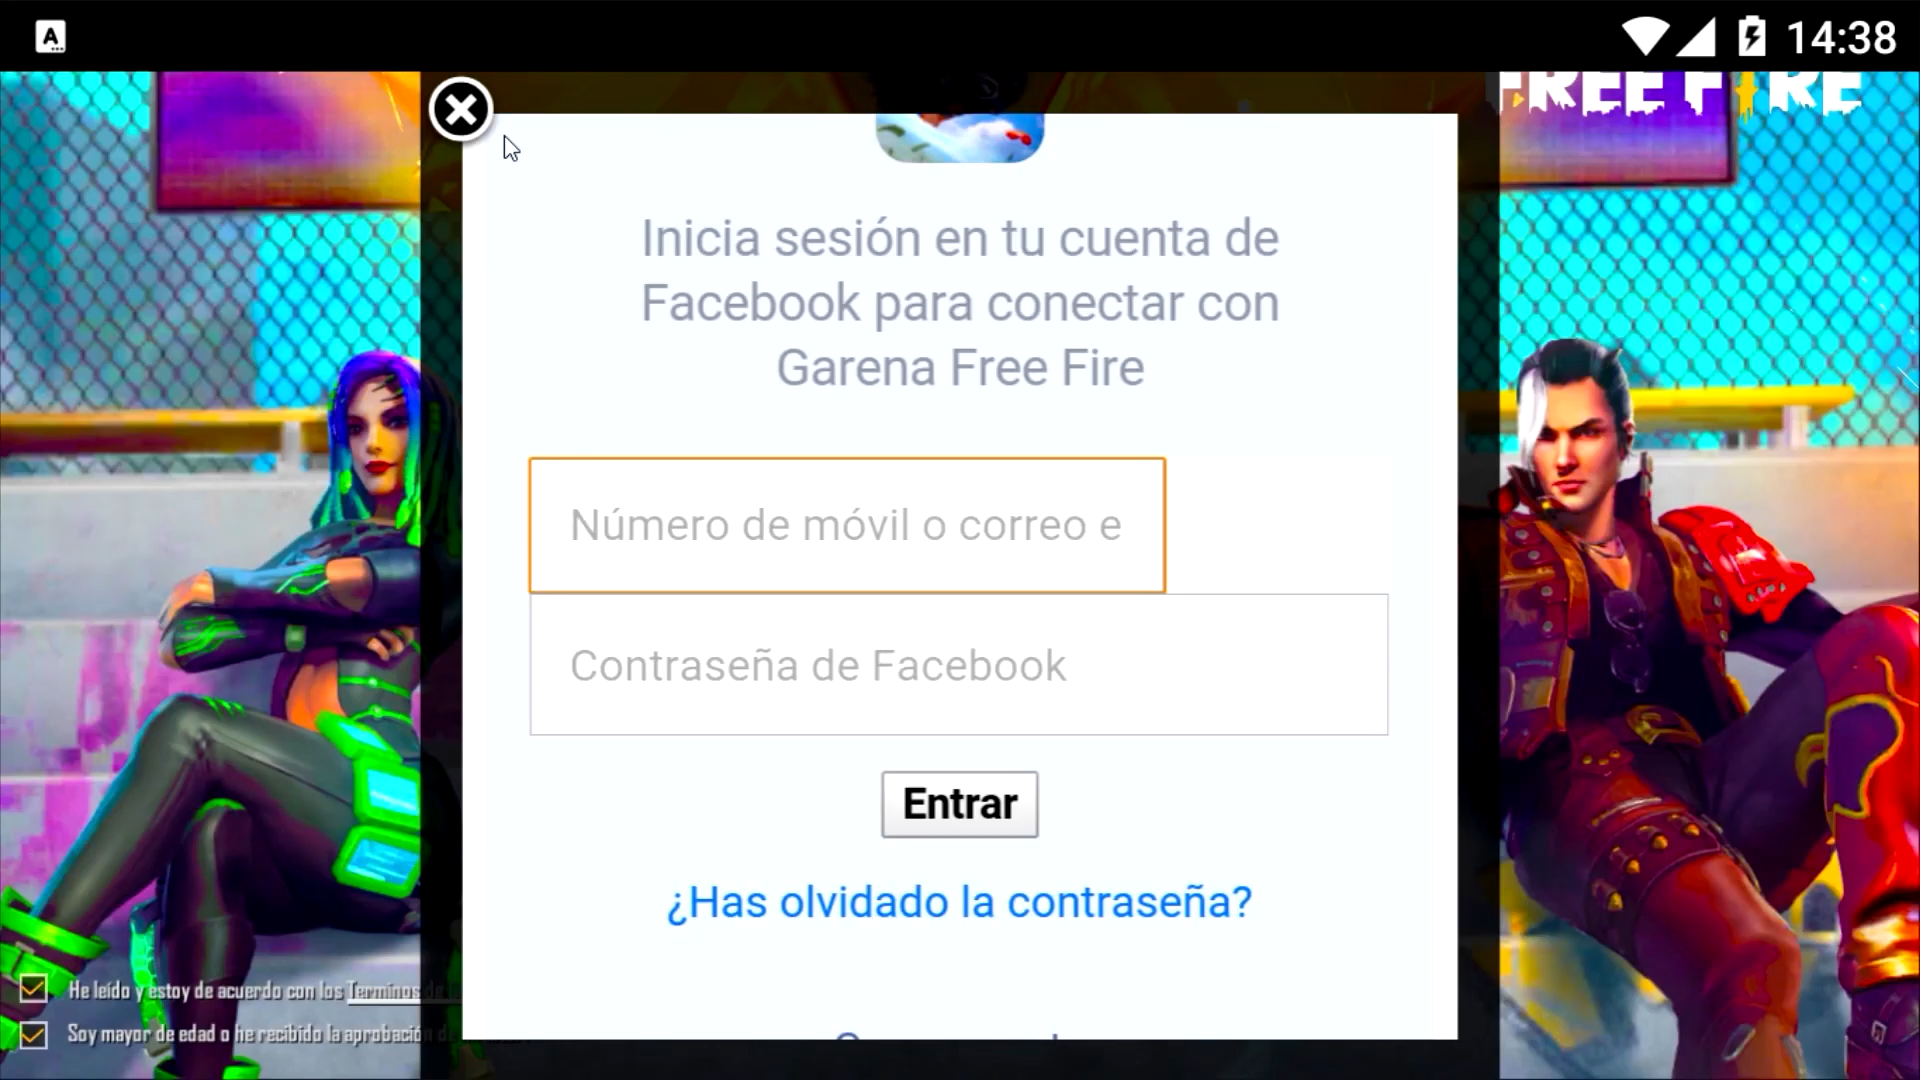 A
14:38
FREE FIRE
Inicia sesión en tu cuenta de
Facebook para conectar con
Garena Free Fire
Número de móvil o correo e
Contraseña de Facebook
Entrar
¿Has olvidado la contraseña?
He leído y estoy de acuerdo con los Terminos de
Soy mayor de edad o he recibido la aprobación d